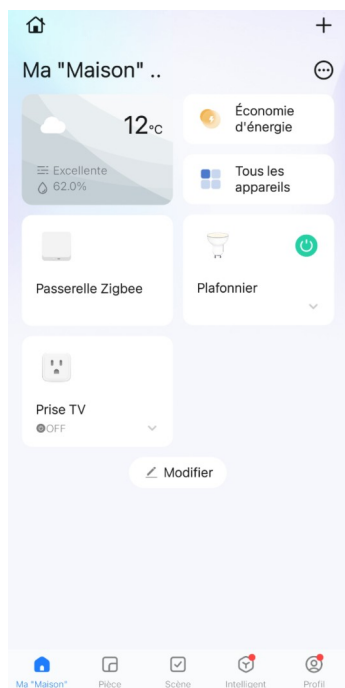 Ma "Maison" ..
12°C
Excellente
62.0%
Économie
d'énergie
Tous les
appareils
Passerelle Zigbee
Plafonnier
Prise TV
OFF
Modifier
Ma "Maison"
Pièce
Scène
Intelligent
Profil